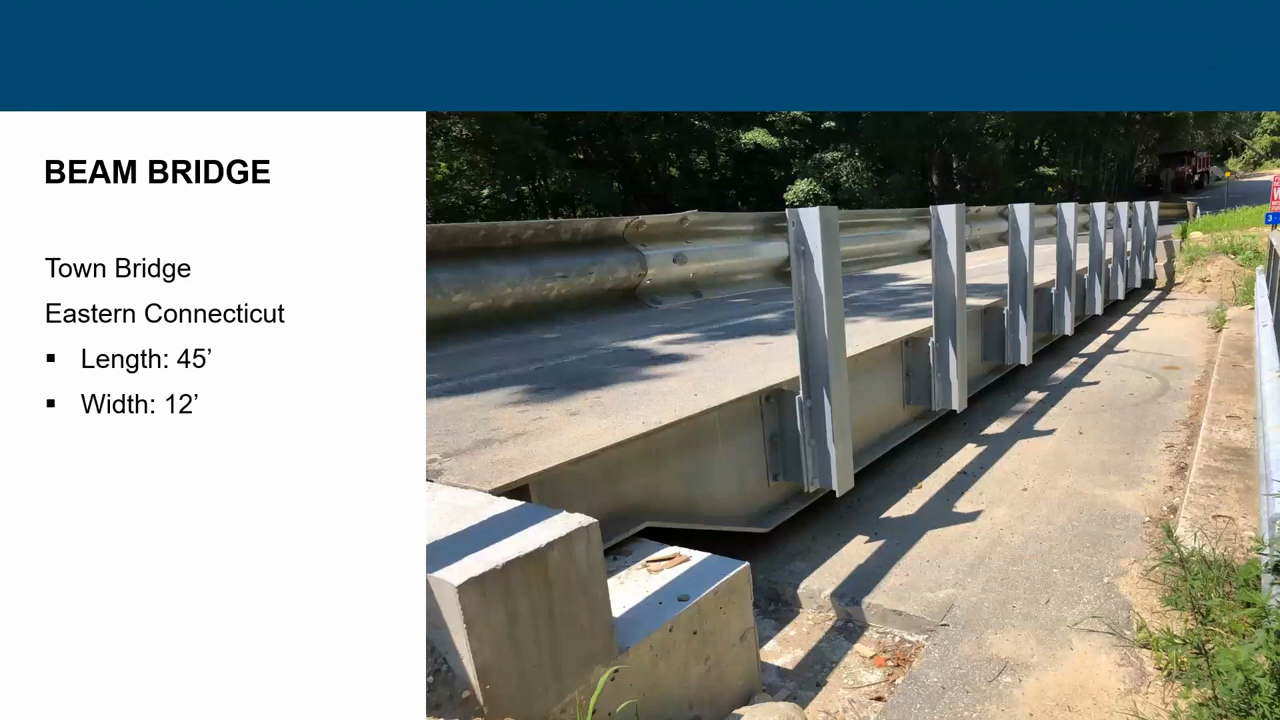 BEAM BRIDGE
Town Bridge
Eastern Connecticut
▪ Length: 45’
▪ Width: 12’